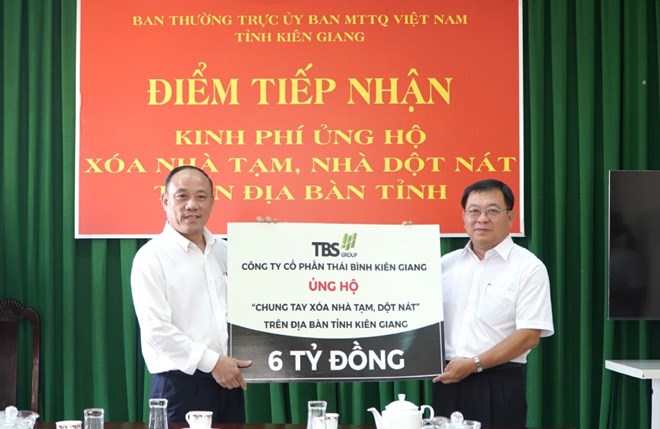 BAN THƯỜNG TRỰC ỦY BAN MTTQ VIỆT NAM
TỈNH KIÊN GIANG
ĐIỂM TIẾP NHẬN
KINH PHÍ ỦNG HỘ
XÓA NHÀ TẠM, NHÀ DỘT NÁT
TRÊN ĐỊA BÀN TỈNH
TBS GROUP
CÔNG TY CỔ PHẦN THÁI BÌNH KIÊN GIANG
ỦNG HỘ
“CHUNG TAY XÓA NHÀ TẠM, DỘT NÁT”
TRÊN ĐỊA BÀN TỈNH KIÊN GIANG
6 TỶ ĐỒNG